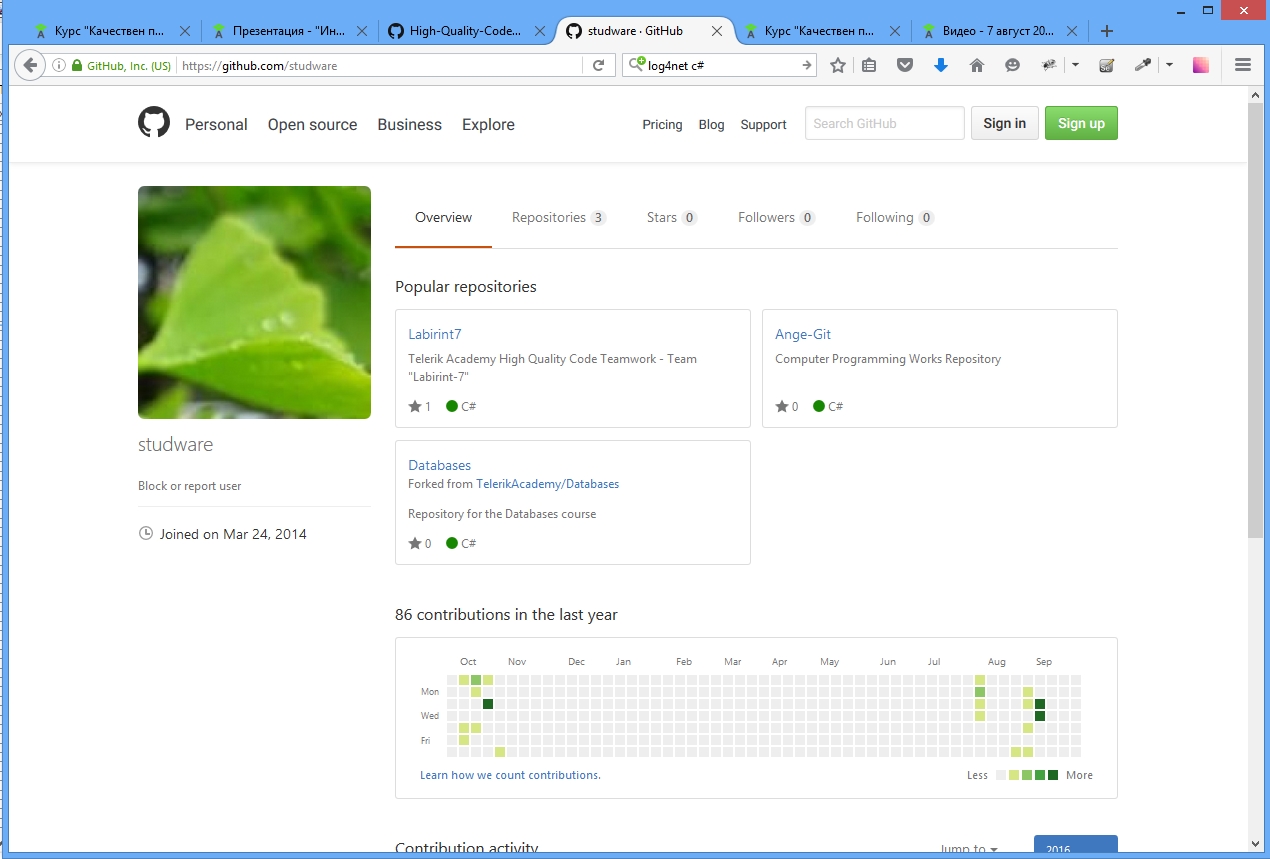 Курс "Качествен п...
Презентация - "Ин...
High-Quality-Code...
studware · GitHub
Курс "Качествен п...
Видео - 7 август 20...
GitHub, Inc. (US)
https://github.com/studware
log4net c#
Personal
Open source
Business
Explore
Pricing
Blog
Support
Search GitHub
Sign in
Sign up
Overview
Repositories 3
Stars 0
Followers 0
Following 0
studware
Block or report user
Joined on Mar 24, 2014
Popular repositories
Labirint7
Telerik Academy High Quality Code Teamwork - Team
"Labirint-7"
1 C#
Ange-Git
Computer Programming Works Repository
0 C#
Databases
Forked from TelerikAcademy/Databases
Repository for the Databases course
0 C#
86 contributions in the last year
Oct Nov Dec Jan Feb Mar Apr May Jun Jul Aug Sep
Mon
Wed
Fri
Learn how we count contributions.
Less More
Contribution activity
Jump to
2016